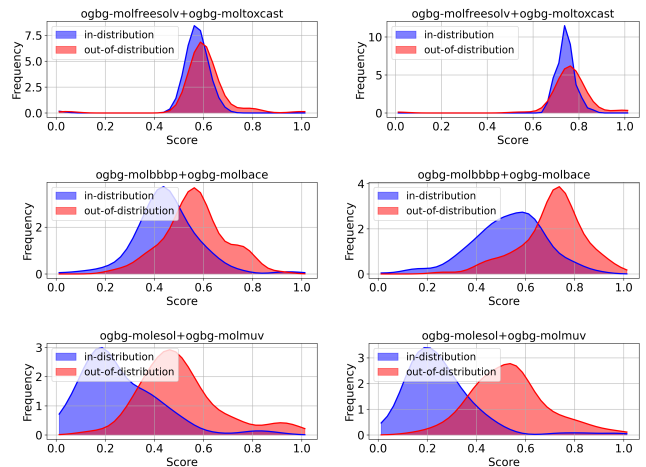 ogbg-molfreesolv+ogbg-moltoxcast
in-distribution
out-of-distribution
Frequency
7.5
5.0
2.5
0.0
0.0 0.2 0.4 0.6 0.8 1.0
Score
ogbg-molfreesolv+ogbg-moltoxcast
in-distribution
out-of-distribution
Frequency
10
5
0
0.0 0.2 0.4 0.6 0.8 1.0
Score
ogbg-molbbbp+ogbg-molbace
in-distribution
out-of-distribution
Frequency
2
0
0.0 0.2 0.4 0.6 0.8 1.0
Score
ogbg-molbbbp+ogbg-molbace
in-distribution
out-of-distribution
Frequency
4
2
0
0.0 0.2 0.4 0.6 0.8 1.0
Score
ogbg-molesol+ogbg-molmuv
in-distribution
out-of-distribution
Frequency
3
2
1
0
0.0 0.2 0.4 0.6 0.8 1.0
Score
ogbg-molesol+ogbg-molmuv
in-distribution
out-of-distribution
Frequency
3
2
1
0
0.0 0.2 0.4 0.6 0.8 1.0
Score